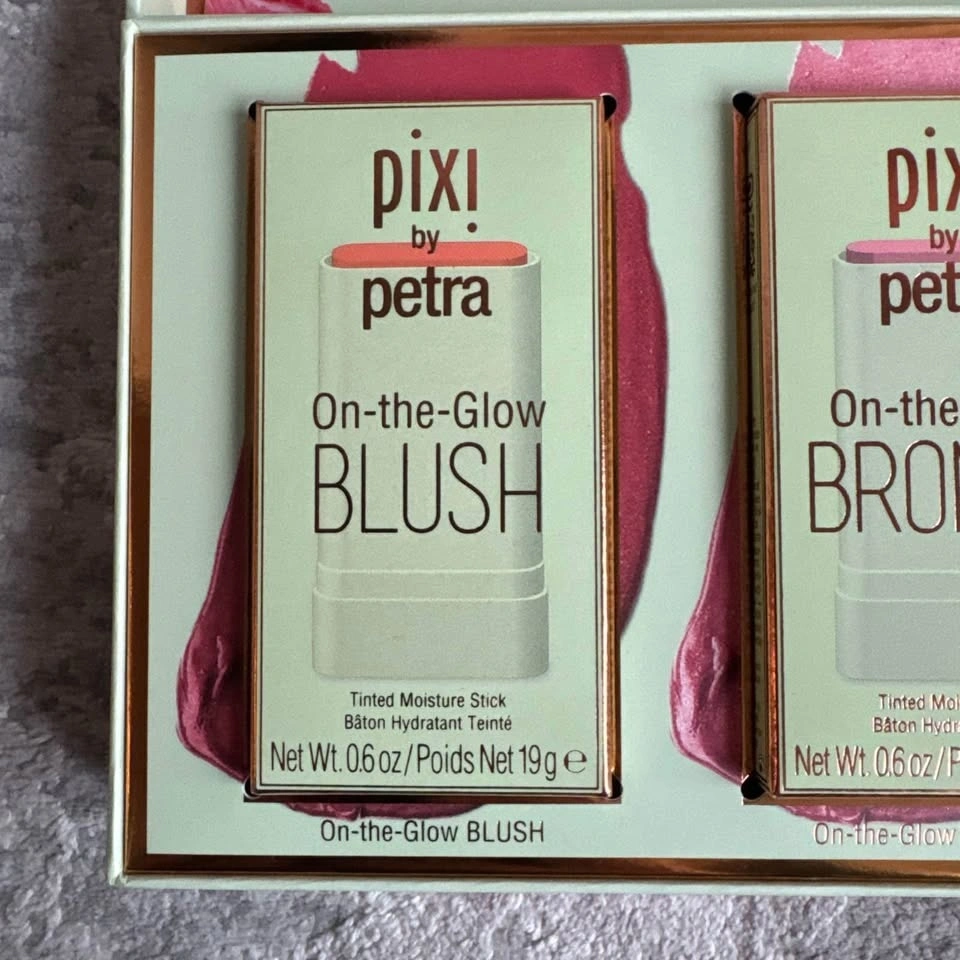 pixi
by
petra
On-the-Glow
BLUSH
Tinted Moisture Stick
Bâton Hydratant Teinté
Net Wt. 0.6 oz / Poids Net 19 g ℮
On-the-Glow BLUSH
pix
by
pet
On-the
BRON
Tinted Moi
Bâton Hydra
Net Wt. 0.6 oz / P
On-the-Glow